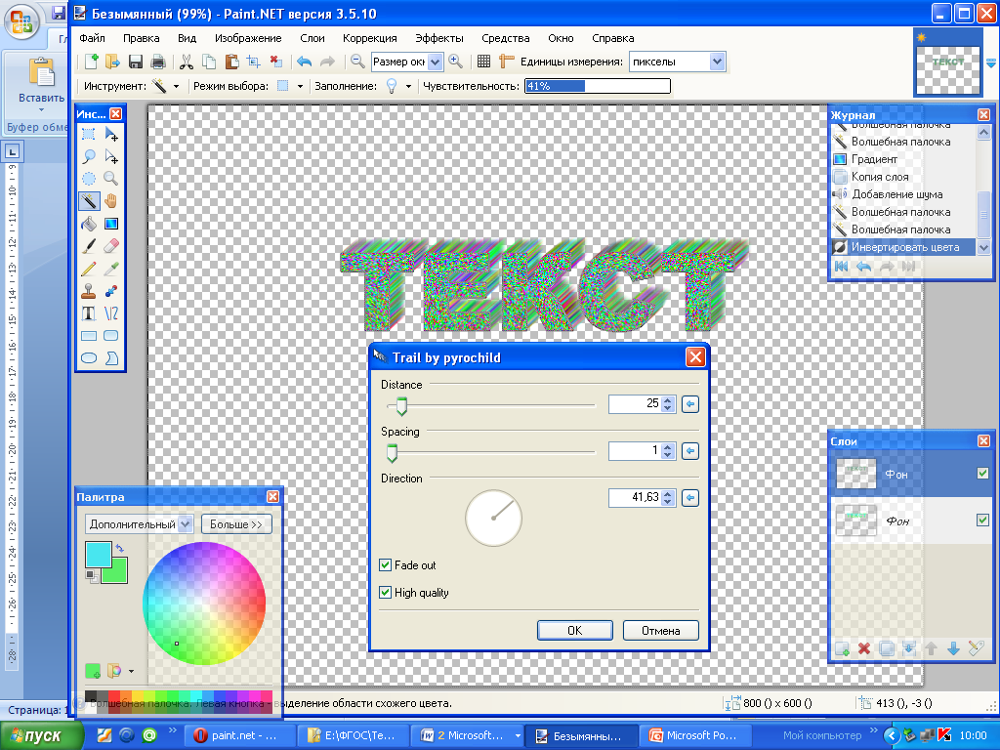 Безымянный (99%) - Paint.NET версия 3.5.10
Файл Правка Вид Изображение Слои Коррекция Эффекты Средства Окно Справка
Размер окн Единицы измерения: пикселы
Инструмент: Режим выбора: Заполнение: Чувствительность: 41%
Вставить
Буфер обме
Инс...
ТЕКСТ
Журнал
Волшебная палочка
Волшебная палочка
Градиент
Копия слоя
Добавление шума
Волшебная палочка
Волшебная палочка
Инвертировать цвета
ТЕКСТ
Trail by pyrochild
Distance
25
Spacing
1
Direction
41,63
Fade out
High quality
OK Отмена
Слои
Фон
Фон
Палитра
Дополнительный Больше >>
Волшебная палочка. Левая кнопка - выделение области схожего цвета.
800 () x 600 () 413 (), -3 ()
Страница: 1
пуск paint.net - ... E:\ФГОС\Те... 2 Microsoft... Безымянны... Microsoft Po... Мой компьютер 10:00